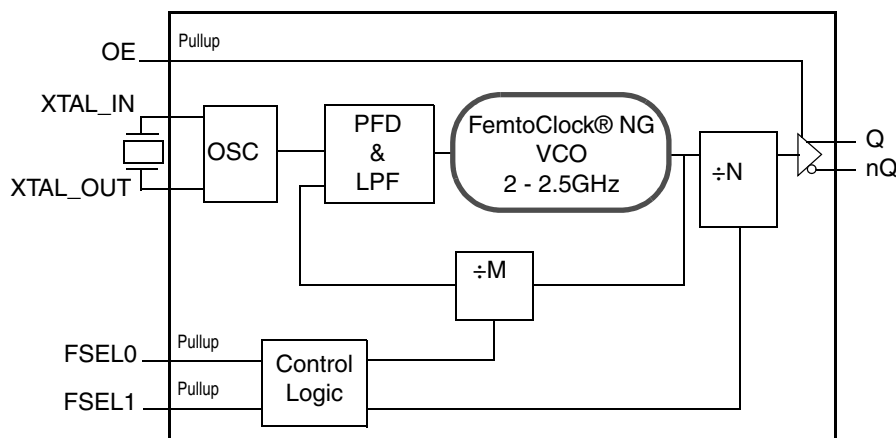 OE
Pullup
XTAL_IN
XTAL_OUT
OSC
PFD
&
LPF
FemtoClock® NG
VCO
2 - 2.5GHz
÷N
Q
nQ
÷M
FSEL0
Pullup
FSEL1
Pullup
Control
Logic